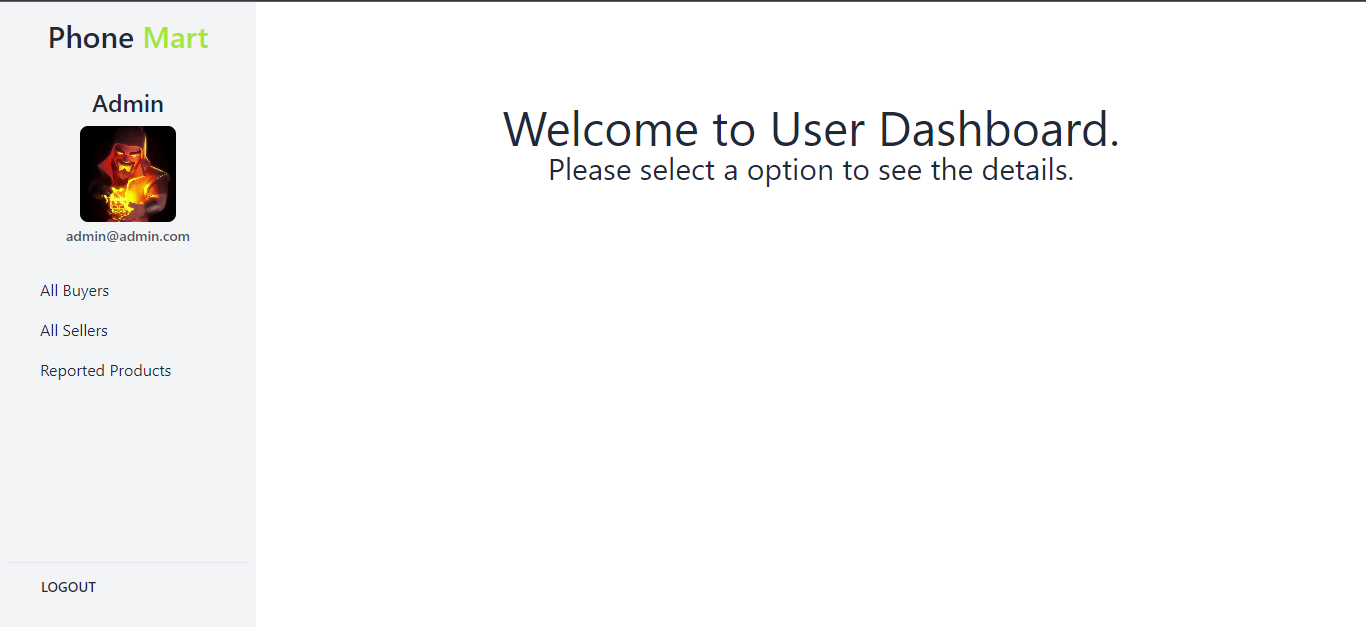 Phone Mart
Admin
admin@admin.com
All Buyers
All Sellers
Reported Products
LOGOUT
Welcome to User Dashboard.
Please select a option to see the details.